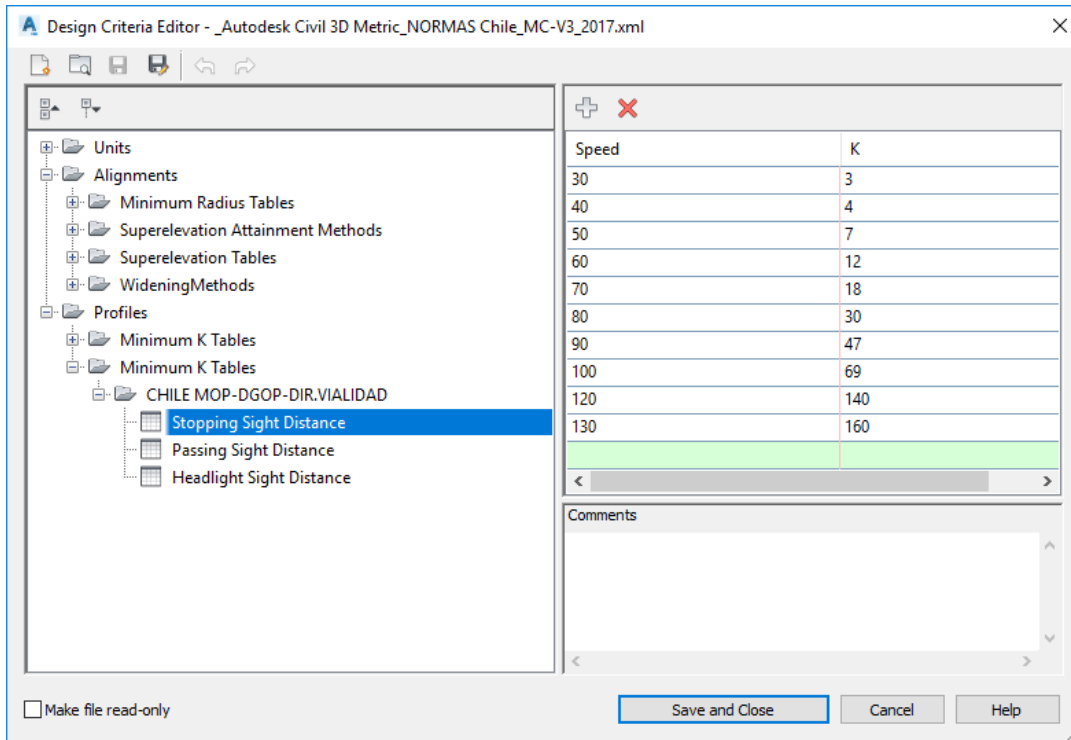 Design Criteria Editor - _Autodesk Civil 3D Metric_NORMAS Chile_MC-V3_2017.xml
Units
Alignments
Minimum Radius Tables
Superelevation Attainment Methods
Superelevation Tables
WideningMethods
Profiles
Minimum K Tables
Minimum K Tables
CHILE MOP-DGOP-DIR.VIALIDAD
Stopping Sight Distance
Passing Sight Distance
Headlight Sight Distance
Speed K
30 3
40 4
50 7
60 12
70 18
80 30
90 47
100 69
120 140
130 160
Comments
Make file read-only
Save and Close
Cancel
Help